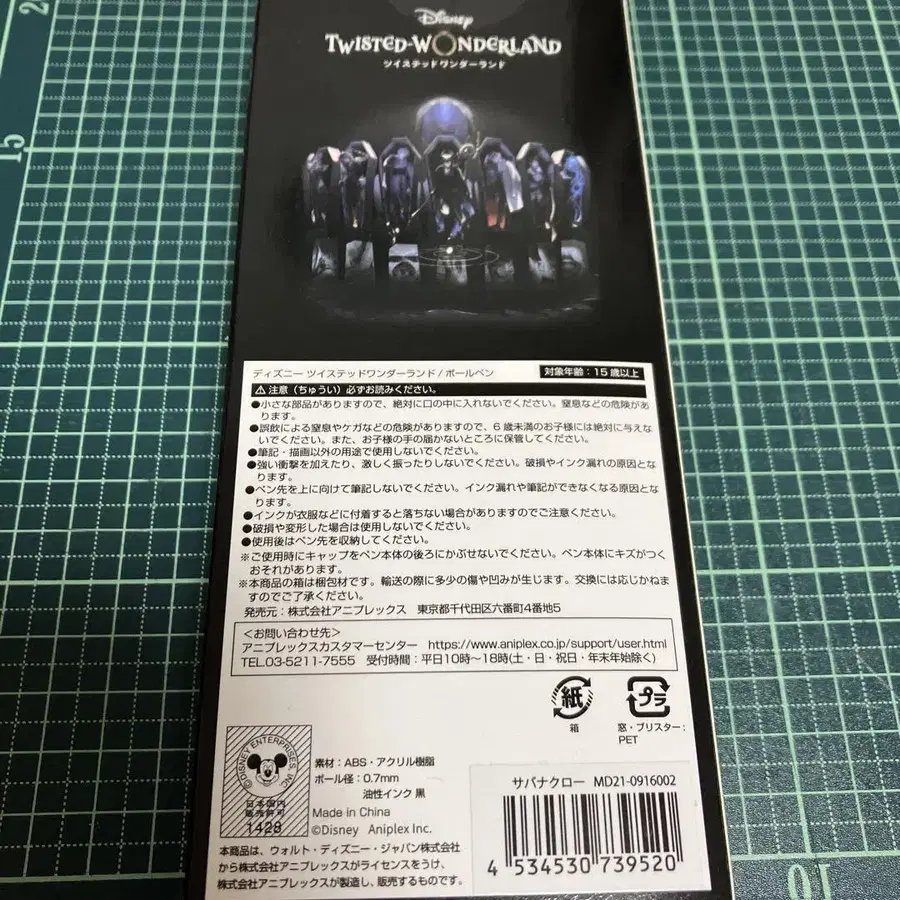 Disney
TWISTED-WONDERLAND
ツイステッドワンダーランド
ディズニー ツイステッドワンダーランド / ボールペン
対象年齢：15歳以上
⚠注意（ちゅうい）必ずお読みください。
●小さな部品がありますので、絶対に口の中に入れないでください。窒息などの危険があ
ります。
●誤飲による窒息やケガなどの危険がありますので、6歳未満のお子様には絶対に与えな
いでください。また、お子様の手の届かないところに保管してください。
●筆記・描画以外の用途で使用しないでください。
●強い衝撃を加えたり、激しく振ったりしないでください。破損やインク漏れの原因とな
ります。
●ペン先を上に向けて筆記しないでください。インク漏れや筆記ができなくなる原因とな
ります。
●インクが衣服などに付着すると落ちない場合がありますのでご注意ください。
●破損や変形した場合は使用しないでください。
●使用後はペン先を収納してください。
※ご使用時にキャップをペン本体の後ろにかぶせないでください。ペン本体にキズがつく
おそれがあります。
※本商品の箱は梱包材です。輸送の際に多少の傷や凹みが生じます。交換には応じかねま
すのでご了承ください。
発売元：株式会社アニプレックス 東京都千代田区六番町4番地5
＜お問い合わせ先＞
アニプレックスカスタマーセンター https://www.aniplex.co.jp/support/user.html
TEL.03-5211-7555 受付時間：平日10時〜18時(土・日・祝日・年末年始除く)
紙
箱
プラ
窓・ブリスター：
PET
©DISNEY ENTERPRISES INC.
日本国内
販売許可
1428
素材：ABS・アクリル樹脂
ボール径：0.7mm
油性インク 黒
Made in China
©Disney Aniplex Inc.
本商品は、ウォルト・ディズニー・ジャパン株式会社
から株式会社アニプレックスがライセンスをうけ、
株式会社アニプレックスが製造し、販売するものです。
サバナクロー MD21-0916002
4 534530 739520
15
10